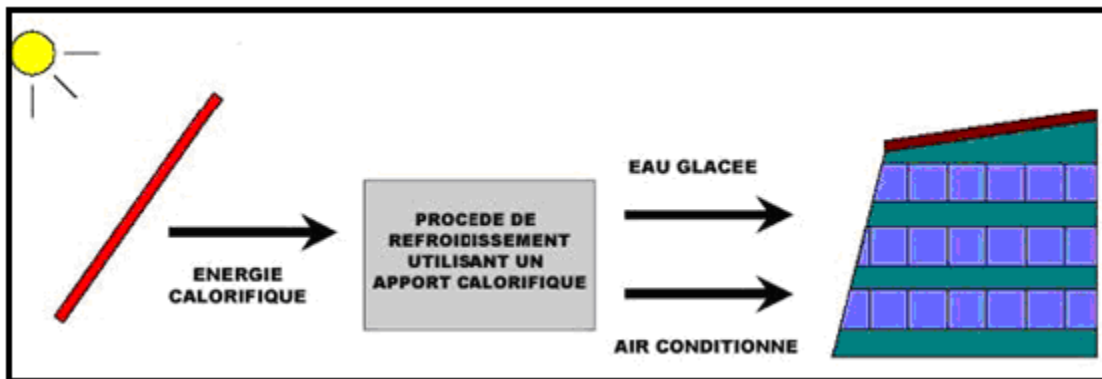 ENERGIE
CALORIFIQUE
PROCEDE DE
REFROIDISSEMENT
UTILISANT UN
APPORT CALORIFIQUE
EAU GLACEE
AIR CONDITIONNE